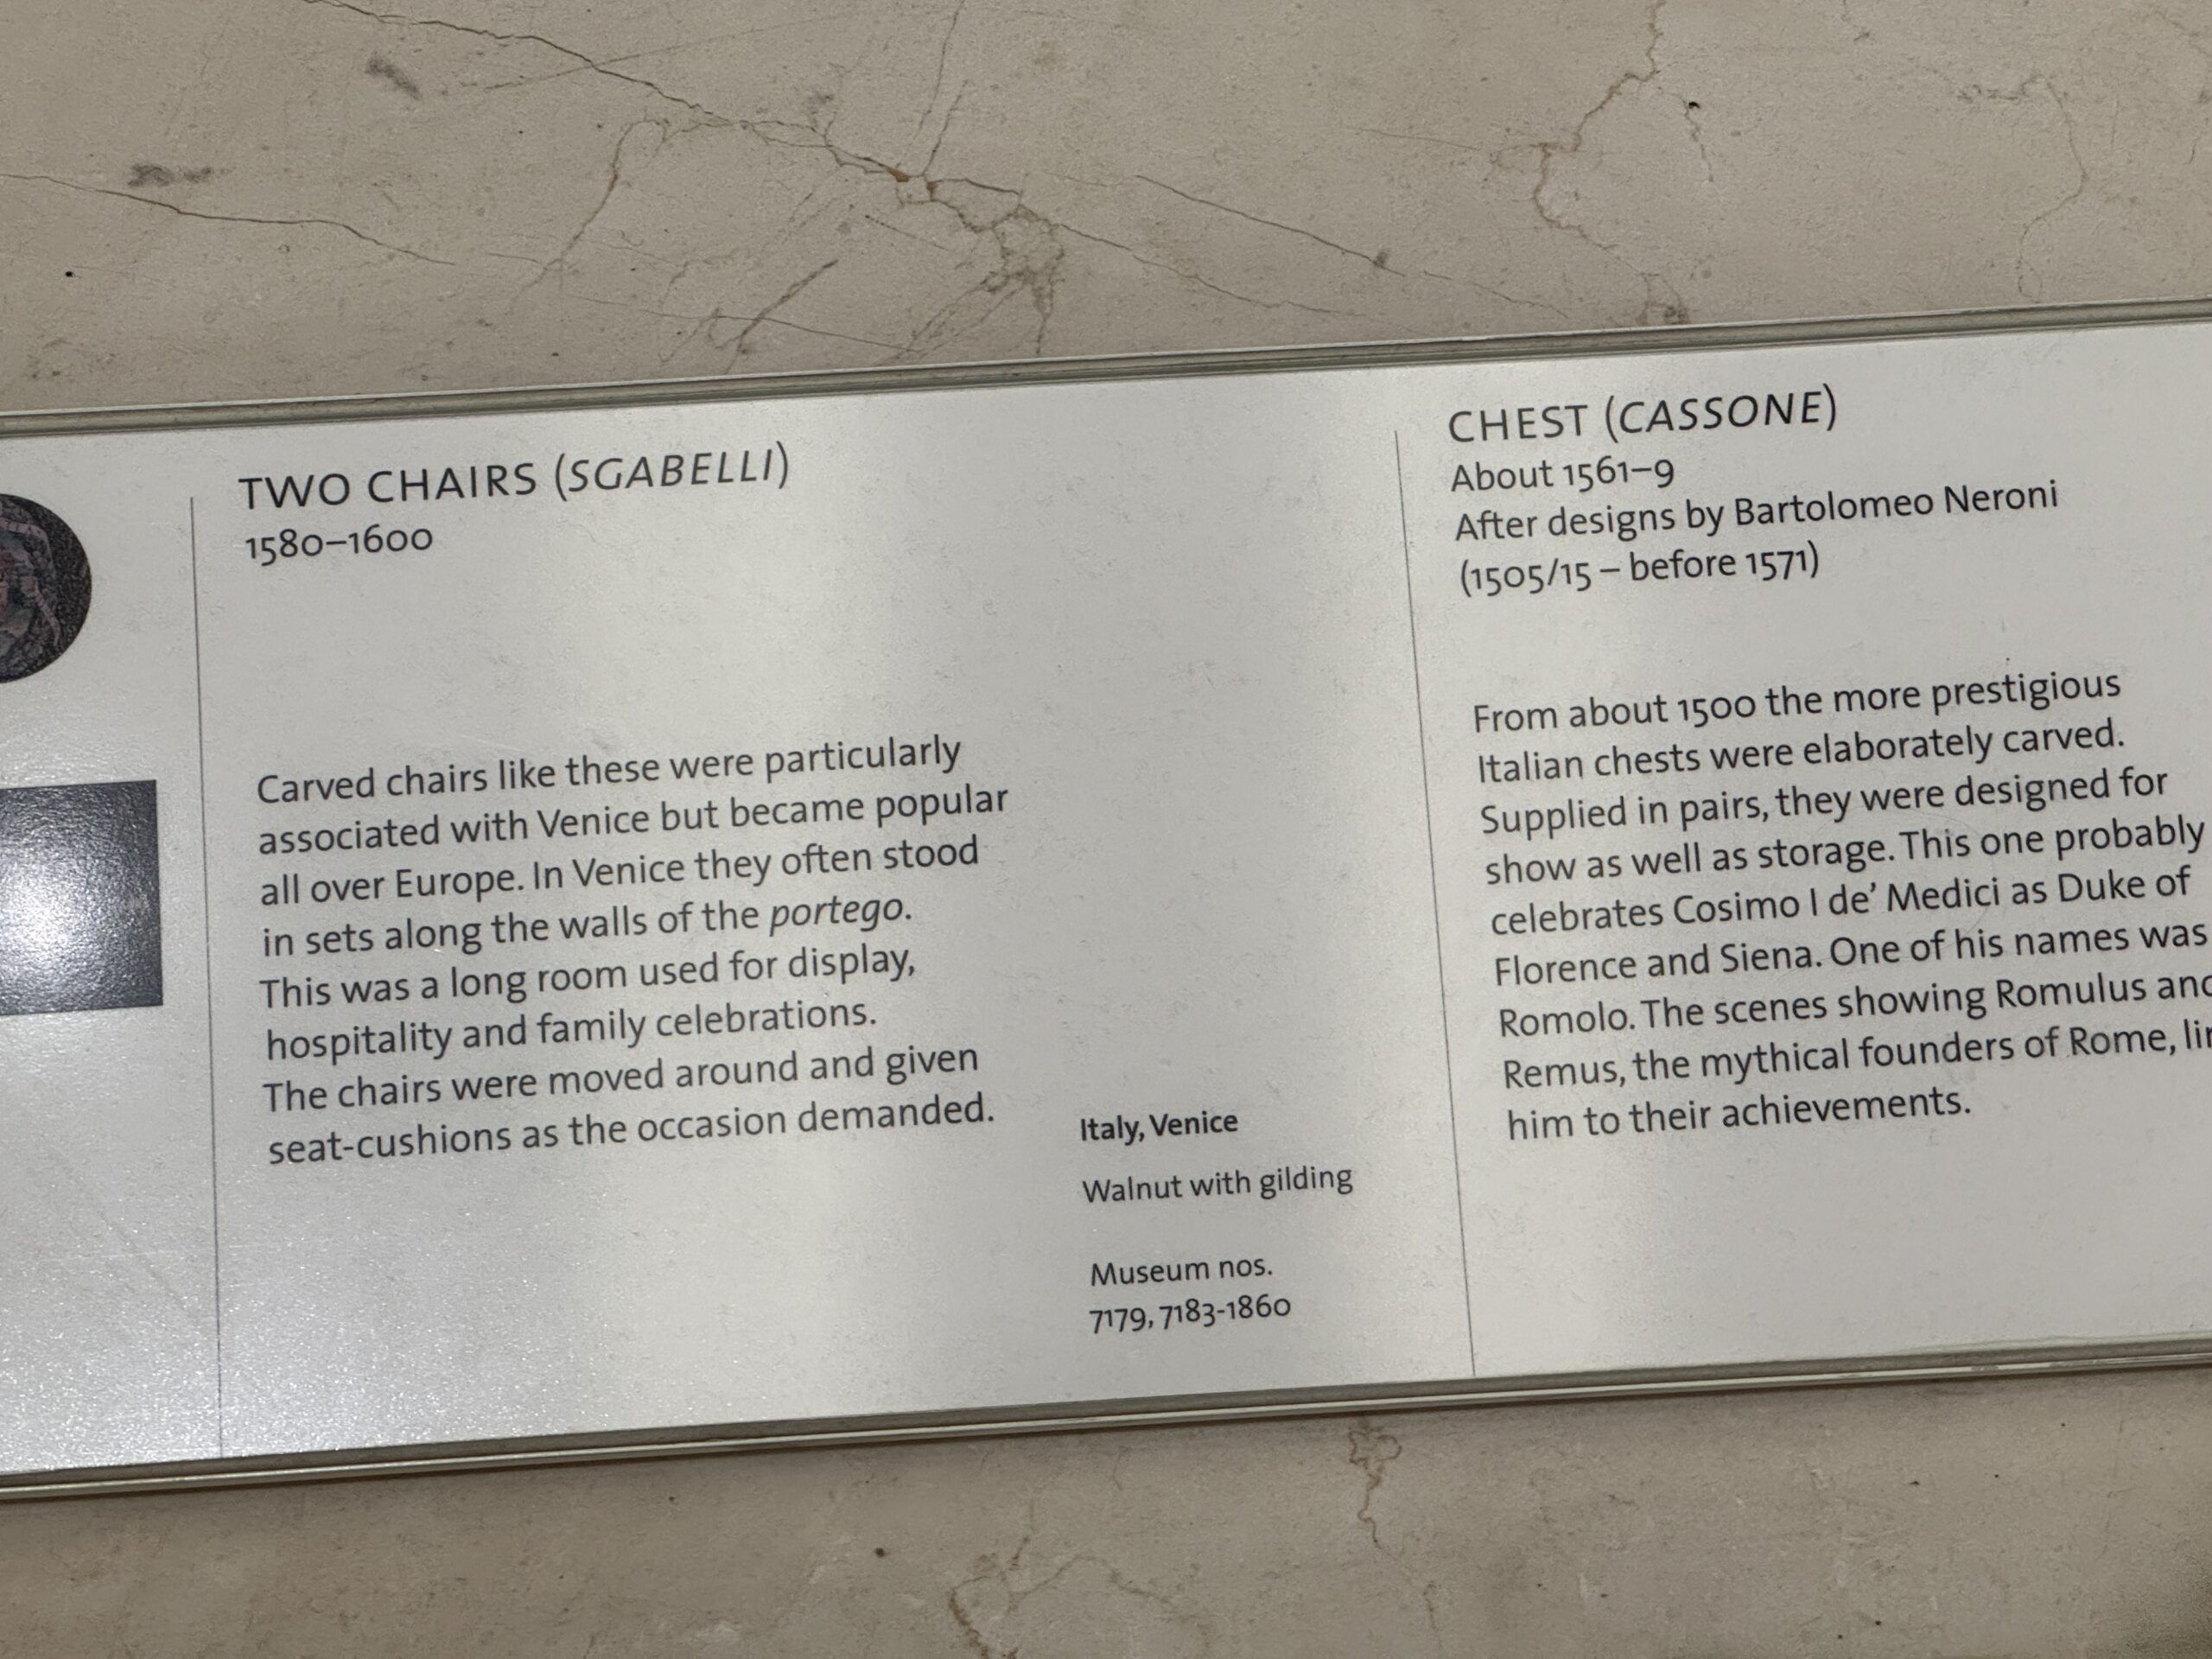 TWO CHAIRS (SGABELLI)
1580–1600
Carved chairs like these were particularly
associated with Venice but became popular
all over Europe. In Venice they often stood
in sets along the walls of the portego.
This was a long room used for display,
hospitality and family celebrations.
The chairs were moved around and given
seat-cushions as the occasion demanded.
Italy, Venice
Walnut with gilding
Museum nos.
7179, 7183-1860
CHEST (CASSONE)
About 1561–9
After designs by Bartolomeo Neroni
(1505/15 – before 1571)
From about 1500 the more prestigious
Italian chests were elaborately carved.
Supplied in pairs, they were designed for
show as well as storage. This one probably
celebrates Cosimo I de’ Medici as Duke of
Florence and Siena. One of his names was
Romolo. The scenes showing Romulus and
Remus, the mythical founders of Rome,
him to their achievements.